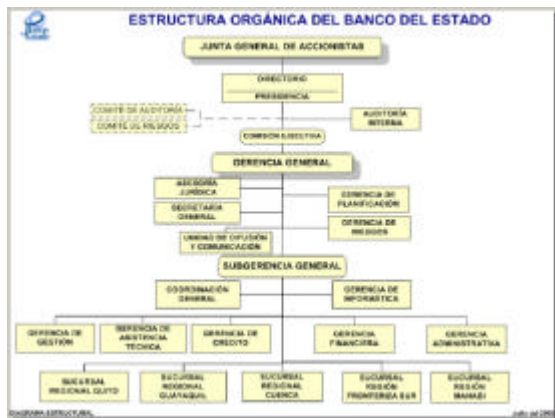 ESTRUCTURA ORGÁNICA DEL BANCO DEL ESTADO
JUNTA GENERAL DE ACCIONISTAS
DIRECTORIO
PRESIDENCIA
COMITÉ DE AUDITORÍA
COMITÉ DE RIESGOS
AUDITORÍA
INTERNA
COMISIÓN EJECUTIVA
GERENCIA GENERAL
ASESORÍA
JURÍDICA
GERENCIA DE
PLANIFICACIÓN
SECRETARÍA
GENERAL
GERENCIA DE
RIESGOS
UNIDAD DE DIFUSIÓN
Y COMUNICACIÓN
SUBGERENCIA GENERAL
COORDINACIÓN
GENERAL
GERENCIA DE
INFORMÁTICA
GERENCIA DE
GESTIÓN
GERENCIA DE
ASISTENCIA
TÉCNICA
GERENCIA DE
CRÉDITO
GERENCIA
FINANCIERA
GERENCIA
ADMINISTRATIVA
SUCURSAL
REGIONAL QUITO
SUCURSAL
REGIONAL
GUAYAQUIL
SUCURSAL
REGIONAL
CUENCA
SUCURSAL
REGIÓN
FRONTERIZA SUR
SUCURSAL
REGIÓN
MANABÍ
DIAGRAMA ESTRUCTURAL